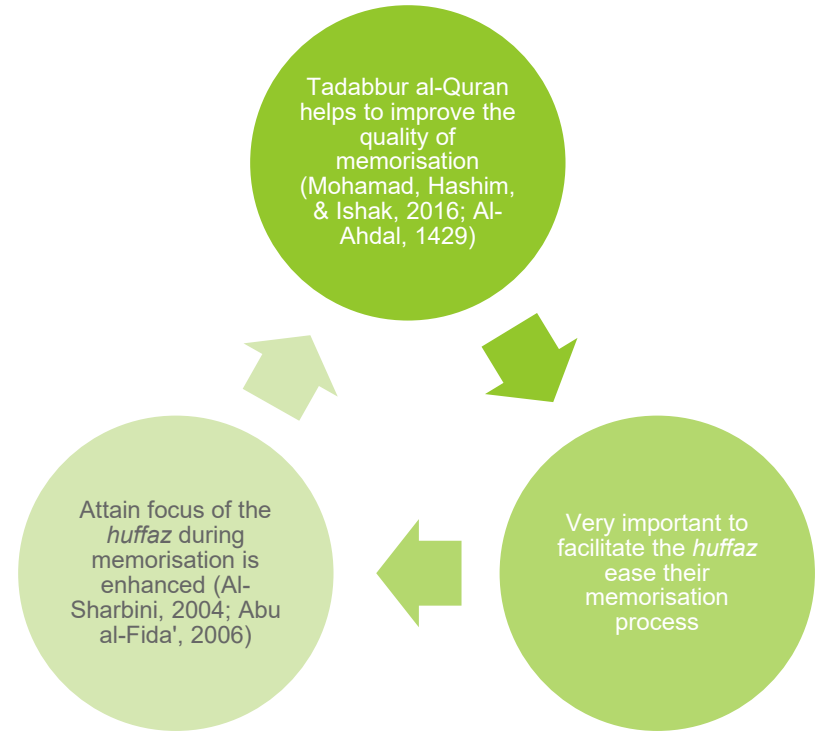 Tadabbur al-Quran
helps to improve the
quality of
memorisation
(Mohamad, Hashim,
& Ishak, 2016; Al-
Ahdal, 1429)
Very important to
facilitate the huffaz
ease their
memorisation
process
Attain focus of the
huffaz during
memorisation is
enhanced (Al-
Sharbini, 2004; Abu
al-Fida', 2006)